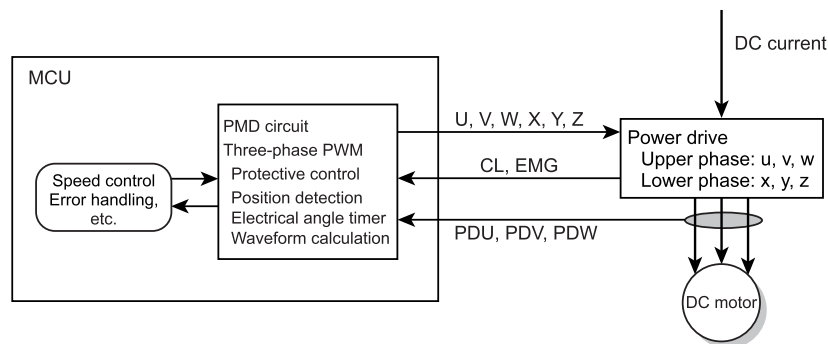 DC current
MCU
PMD circuit
Three-phase PWM
Protective control
Position detection
Electrical angle timer
Waveform calculation
Speed control
Error handling,
etc.
U, V, W, X, Y, Z
CL, EMG
PDU, PDV, PDW
Power drive
Upper phase: u, v, w
Lower phase: x, y, z
DC motor